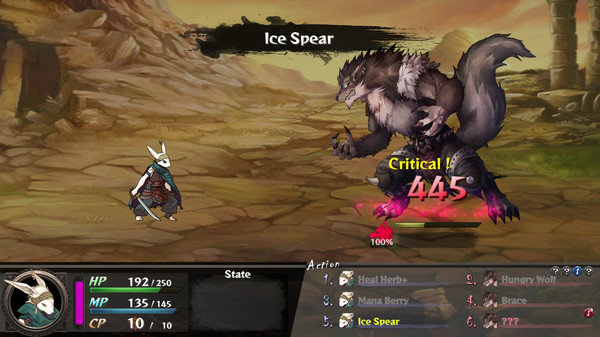 Ice Spear
Critical !
445
100%
HP 192 / 250
MP 135 / 145
CP 10 / 10
State
Action
1. Heal Herb+
2. Hungry Wolf
3. Mana Berry
4. Brace
5. Ice Spear
6. ???
? ? i ?